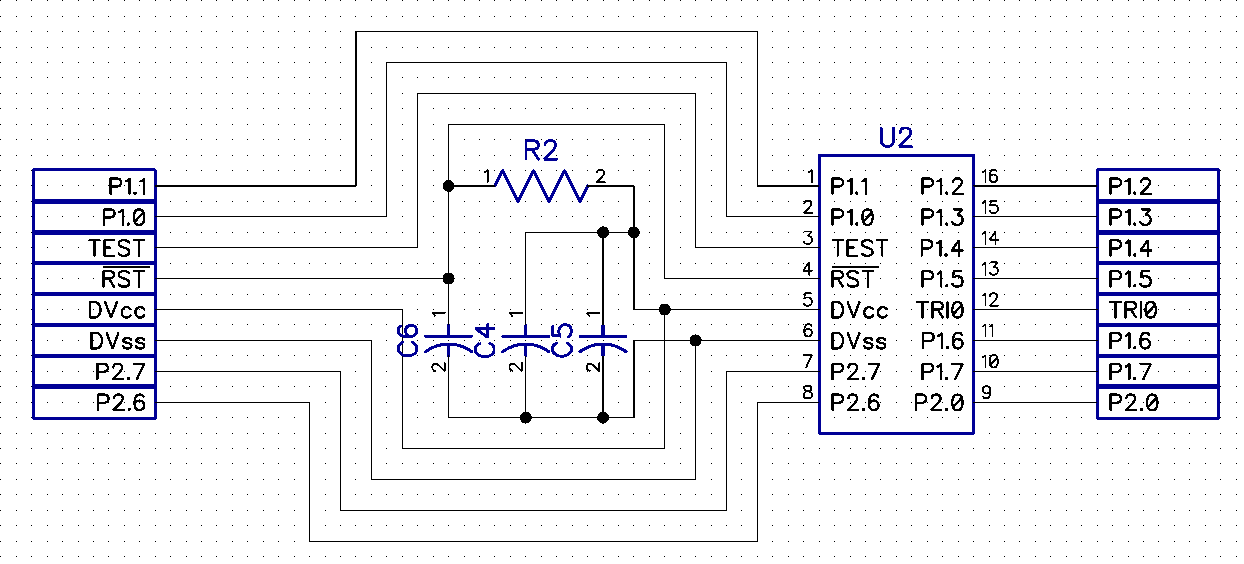 U2
R2
1 2
P1.1
P1.0
TEST
RST
DVcc
DVss
P2.7
P2.6
1
C6
2
1
C4
2
1
C5
2
1 P1.1 P1.2 16
2 P1.0 P1.3 15
3 TEST P1.4 14
4 RST P1.5 13
5 DVcc TRI0 12
6 DVss P1.6 11
7 P2.7 P1.7 10
8 P2.6 P2.0 9
P1.2
P1.3
P1.4
P1.5
TRI0
P1.6
P1.7
P2.0